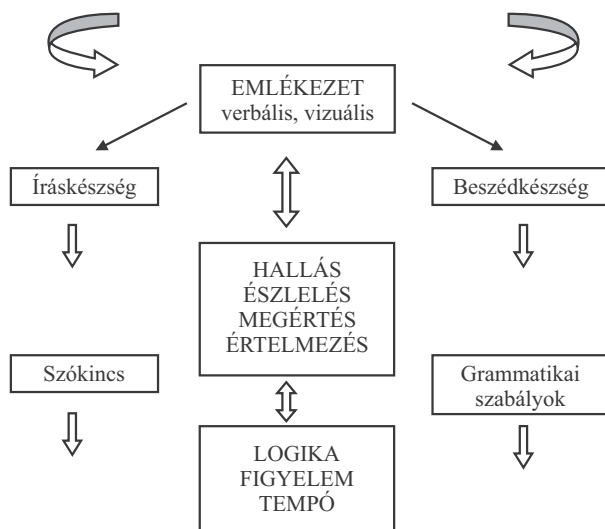 EMLÉKEZET
verbális, vizuális
Íráskészség
Beszédkészség
HALLÁS
ÉSZLELÉS
MEGÉRTÉS
ÉRTELMEZÉS
Szókincs
Grammatikai
szabályok
LOGIKA
FIGYELEM
TEMPÓ